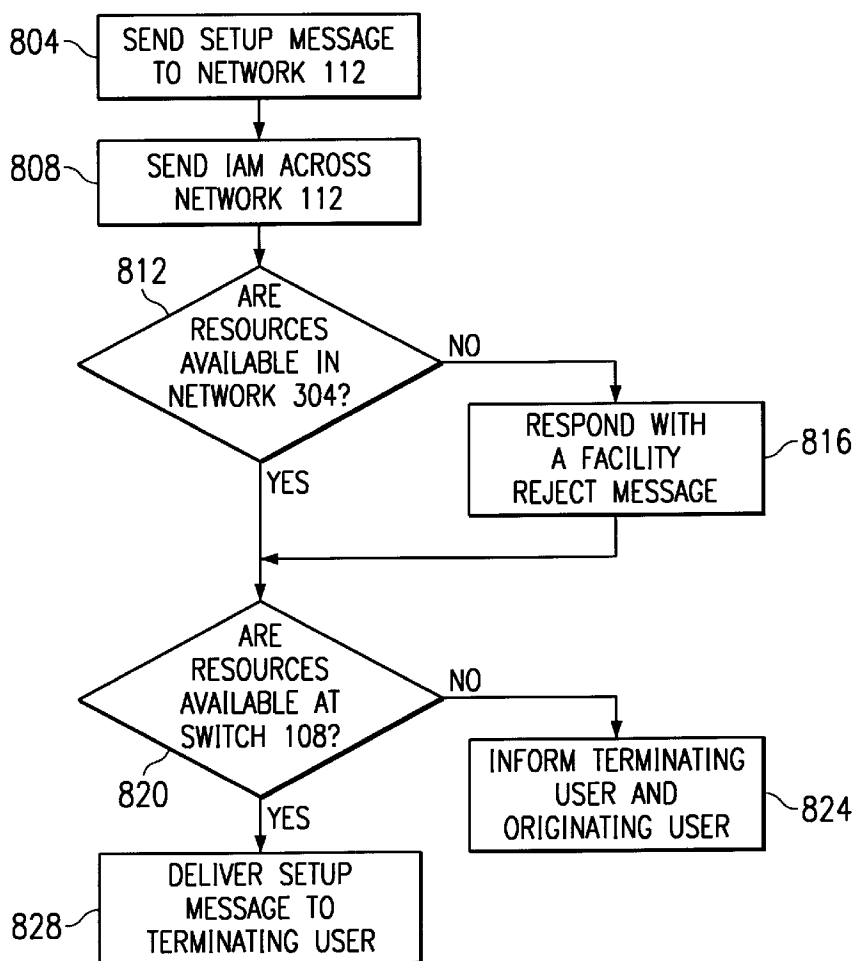 804
SEND SETUP MESSAGE
TO NETWORK 112
808
SEND IAM ACROSS
NETWORK 112
812
ARE
RESOURCES
AVAILABLE IN
NETWORK 304?
NO
YES
RESPOND WITH
A FACILITY
REJECT MESSAGE
816
ARE
RESOURCES
AVAILABLE AT
SWITCH 108?
NO
820
YES
INFORM TERMINATING
USER AND
ORIGINATING USER
824
DELIVER SETUP
MESSAGE TO
TERMINATING USER
828